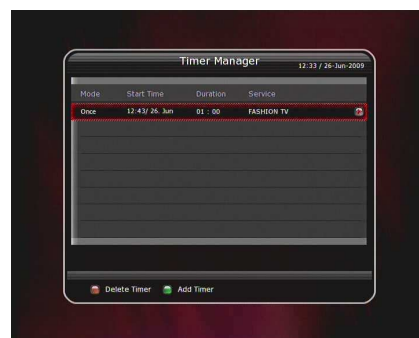 Timer Manager
12:33 / 26-Jun-2009
Mode Start Time Duration Service
Once 12:43/ 26. Jun 01 : 00 FASHION TV
Delete Timer Add Timer